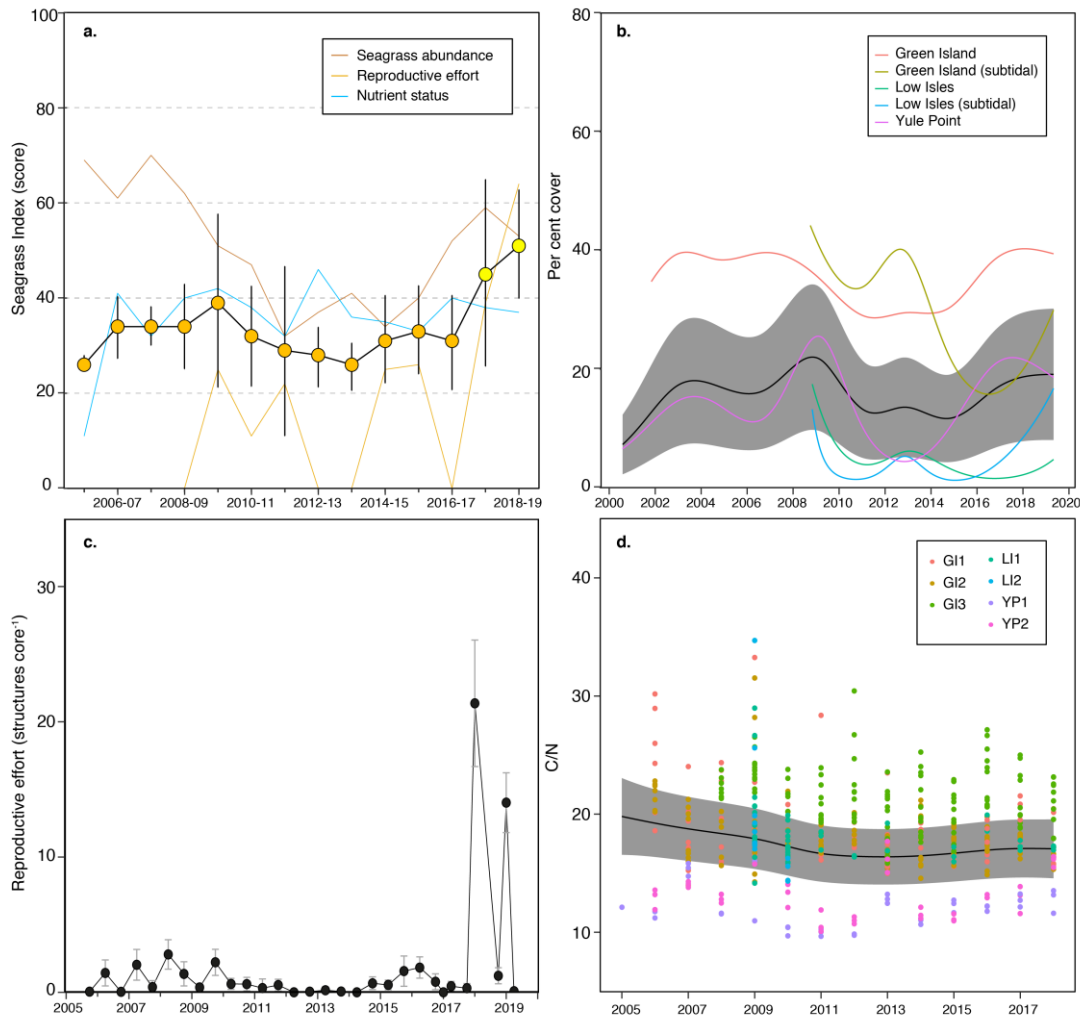 a.
Seagrass abundance
Reproductive effort
Nutrient status
Seagrass Index (score)
100
80
60
40
20
0
2006-07
2008-09
2010-11
2012-13
2014-15
2016-17
2018-19
b.
Green Island
Green Island (subtidal)
Low Isles
Low Isles (subtidal)
Yule Point
Per cent cover
80
60
40
20
0
2000
2002
2004
2006
2008
2010
2012
2014
2016
2018
2020
c.
Reproductive effort (structures core⁻¹)
30
20
10
0
2005
2007
2009
2011
2013
2015
2017
2019
d.
GI1
GI2
GI3
LI1
LI2
YP1
YP2
C/N
40
30
20
10
2005
2007
2009
2011
2013
2015
2017